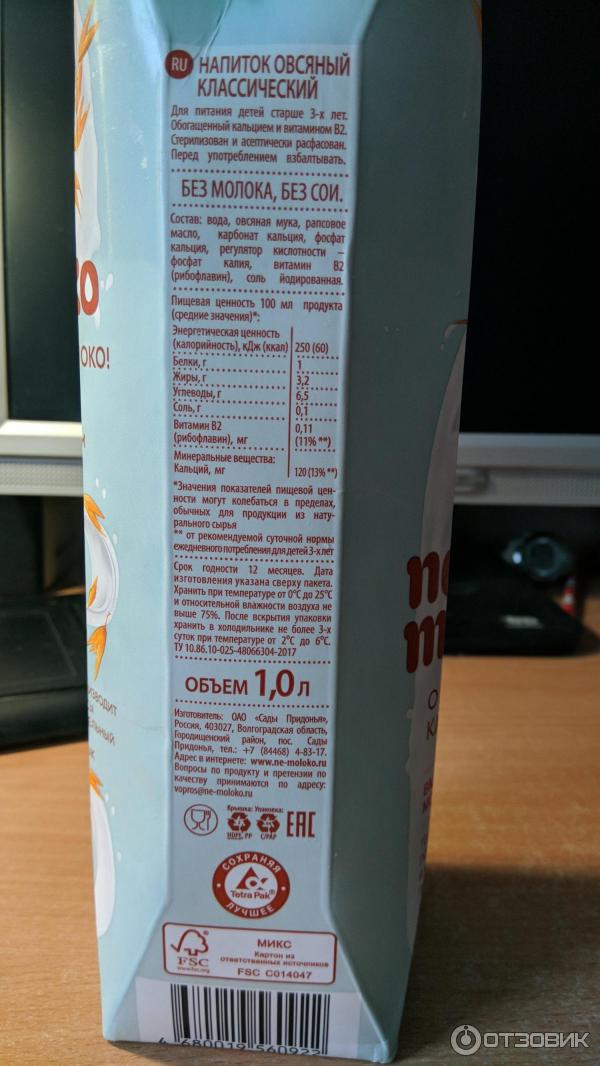 RU НАПИТОК ОВСЯНЫЙ
КЛАССИЧЕСКИЙ
Для питания детей старше 3-х лет.
Обогащенный кальцием и витамином В2.
Стерилизован и асептически расфасован.
Перед употреблением взбалтывать.
БЕЗ МОЛОКА, БЕЗ СОИ.
Состав: вода, овсяная мука, рапсовое
масло, карбонат кальция, фосфат
кальция, регулятор кислотности –
фосфат калия, витамин В2
(рибофлавин), соль йодированная.
Пищевая ценность 100 мл продукта
(средние значения)*:
Энергетическая ценность
(калорийность), кДж (ккал) 250 (60)
Белки, г 1
Жиры, г 3,2
Углеводы, г 6,5
Соль, г 0,1
Витамин В2 0,11
(рибофлавин), мг (11% **)
Минеральные вещества:
Кальций, мг 120 (13% **)
*Значения показателей пищевой цен-
ности могут колебаться в пределах,
обычных для продукции из нату-
рального сырья
** от рекомендуемой суточной нормы
ежедневного потребления для детей 3-х лет
Срок годности 12 месяцев. Дата
изготовления указана сверху пакета.
Хранить при температуре от 0°С до 25°С
и относительной влажности воздуха не
выше 75%. После вскрытия упаковки
хранить в холодильнике не более 3-х
суток при температуре от 2°С до 6°С.
ТУ 10.86.10-025-48066304-2017
ОБЪЕМ 1,0 л
Изготовитель: ОАО «Сады Придонья»,
Россия, 403027, Волгоградская область,
Городищенский район, пос. Сады
Придонья, тел.: +7 (84468) 4-83-17.
Адрес в интернете: www.ne-moloko.ru
Вопросы по продукту и претензии по
качеству принимаются по адресу:
vopros@ne-moloko.ru
Крышка: Упаковка:
HDPE, PP C/PAP EAC
СОХРАНЯЯ
Tetra Pak®
ЛУЧШЕЕ
FSC
www.fsc.org
МИКС
Картон из
ответственных источников
FSC C014047
4 680019 560922
ОКО!
ОТЗОВИК